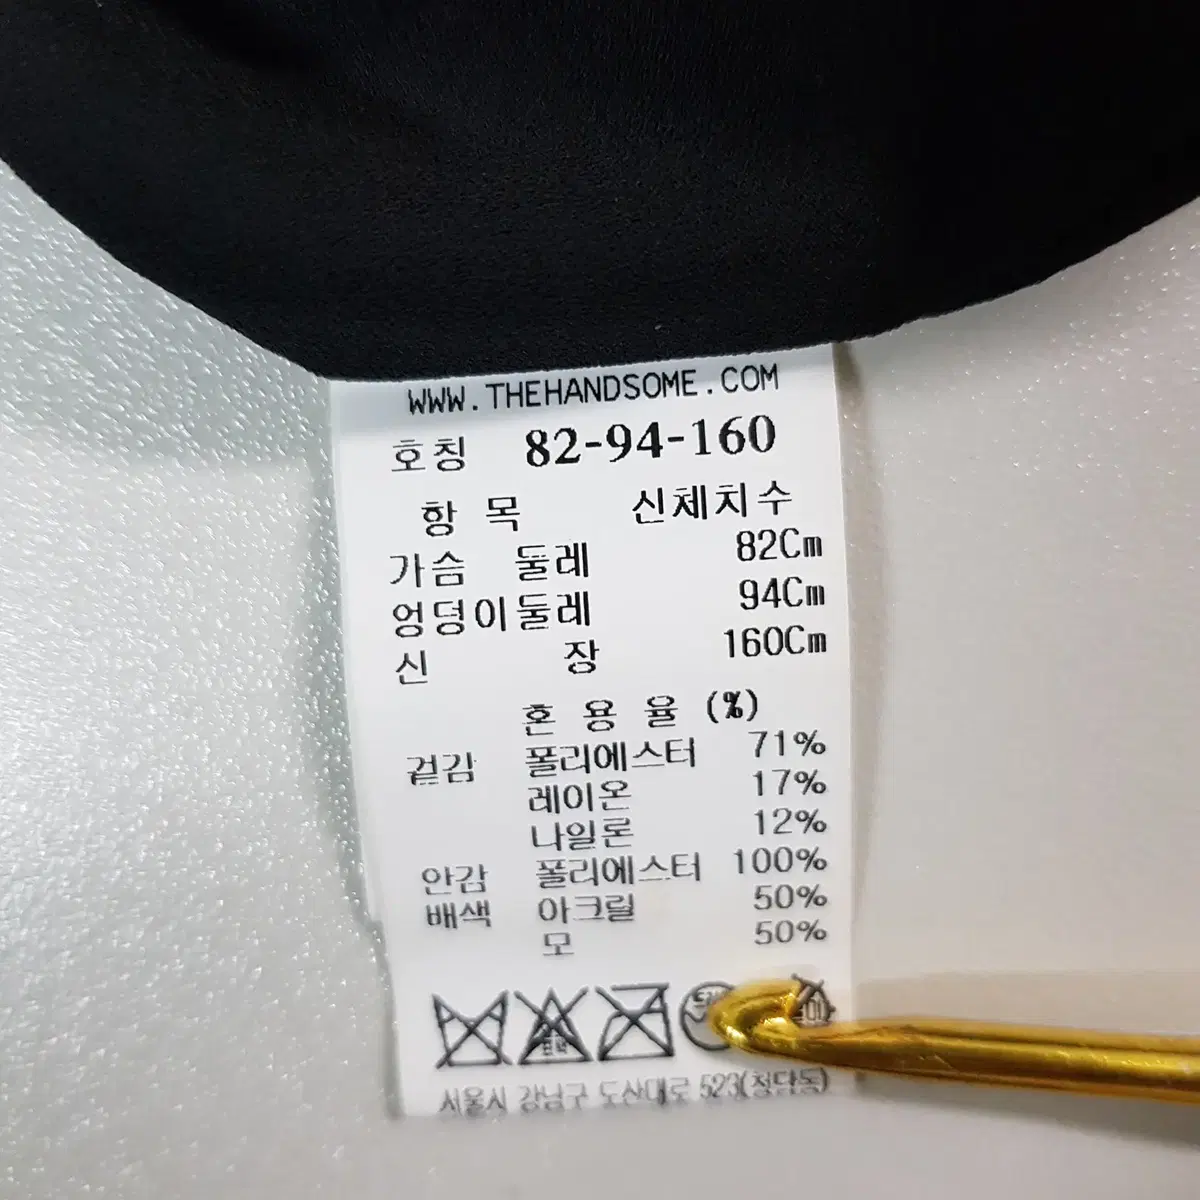 WWW.THEHANDSOME.COM
호칭 82-94-160
항 목 신체치수
가슴 둘레 82Cm
엉덩이둘레 94Cm
신 장 160Cm
혼 용 율 (%)
겉감 폴리에스터 71%
레이온 17%
나일론 12%
안감 폴리에스터 100%
배색 아크릴 50%
모 50%
서울시 강남구 도산대로 523(청담동)